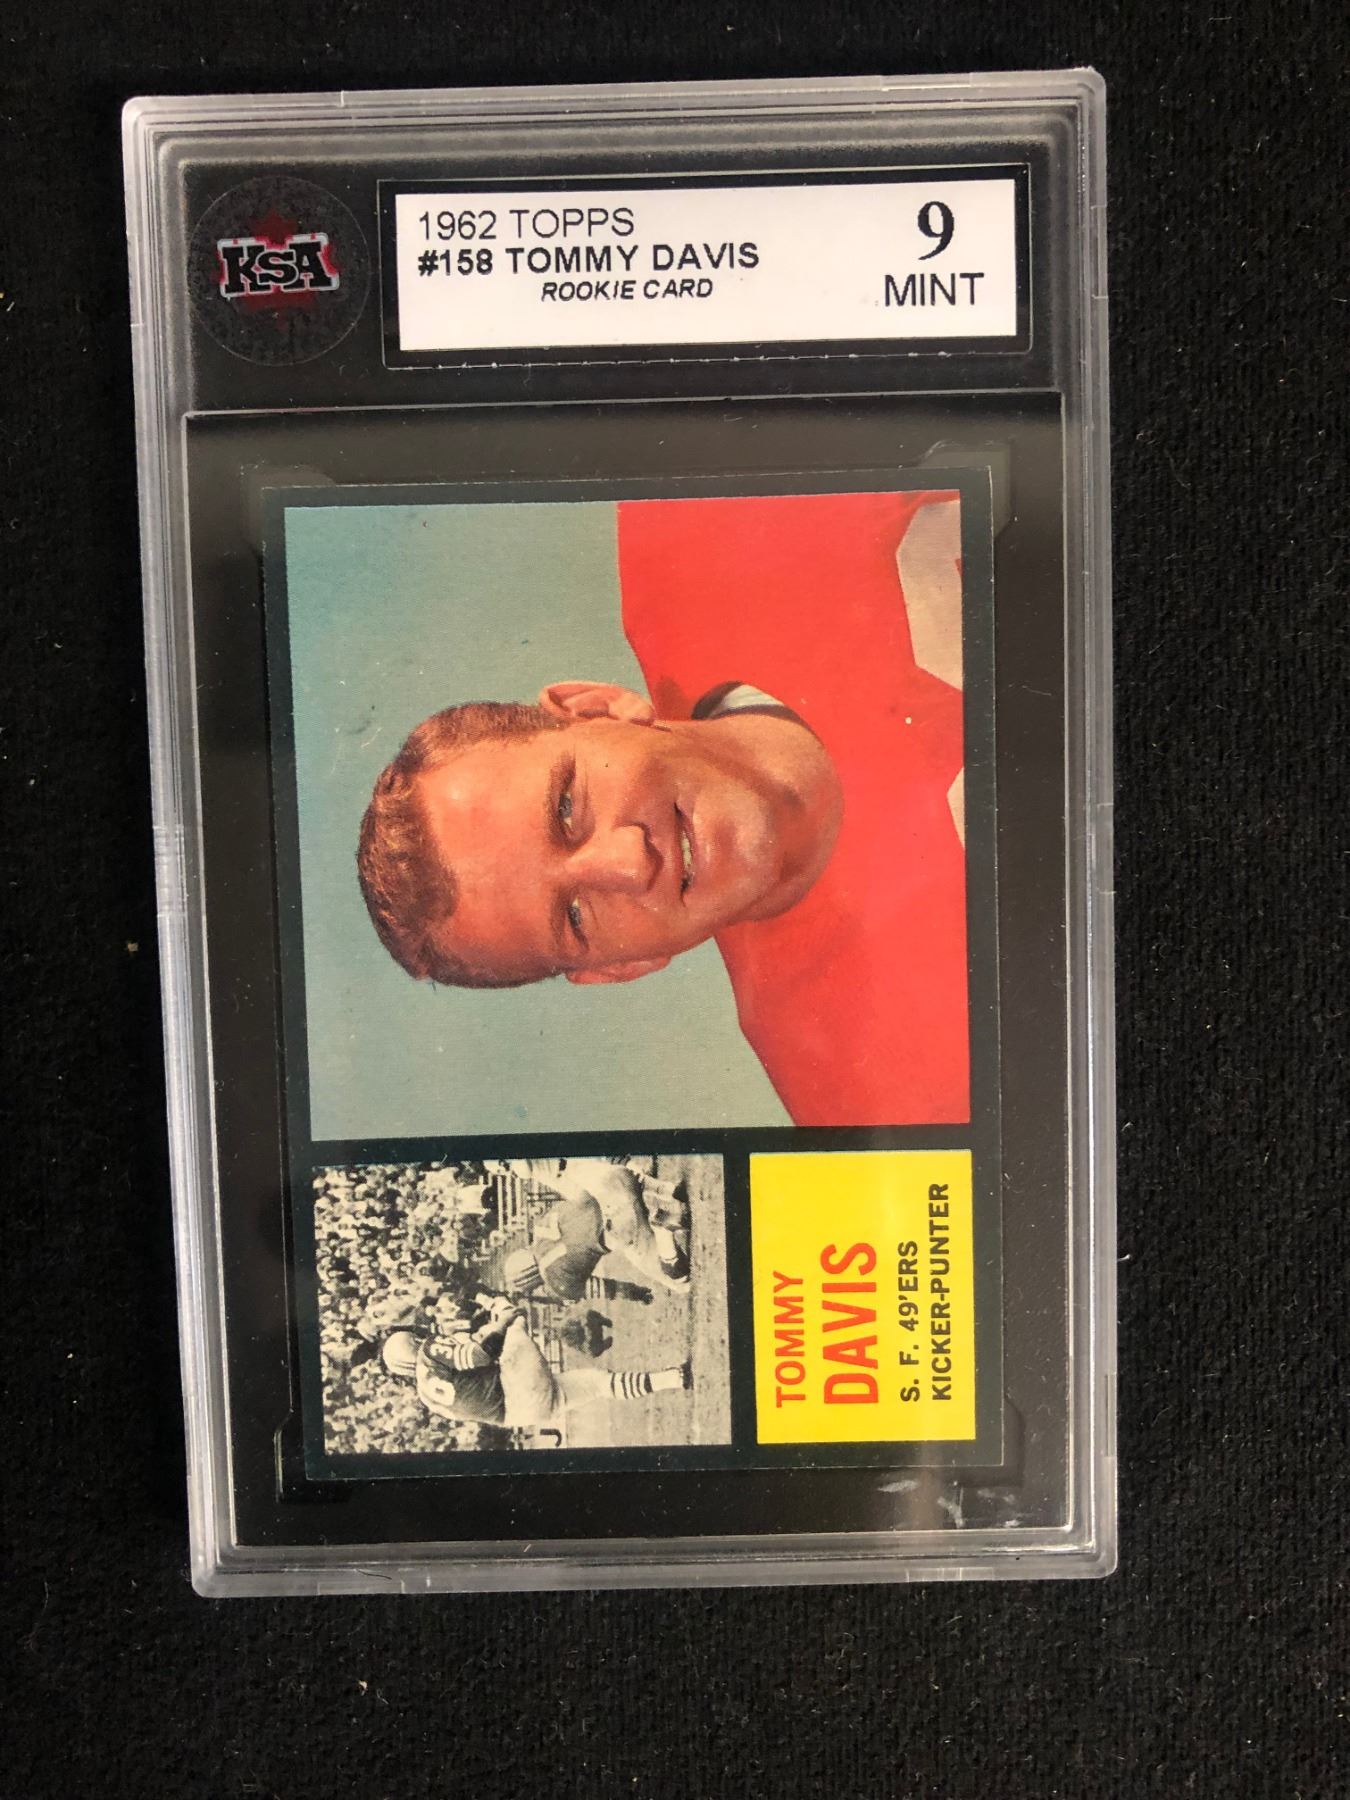 KSA
1962 TOPPS
#158 TOMMY DAVIS
ROOKIE CARD
9
MINT
TOMMY
DAVIS
S. F. 49'ERS
KICKER-PUNTER